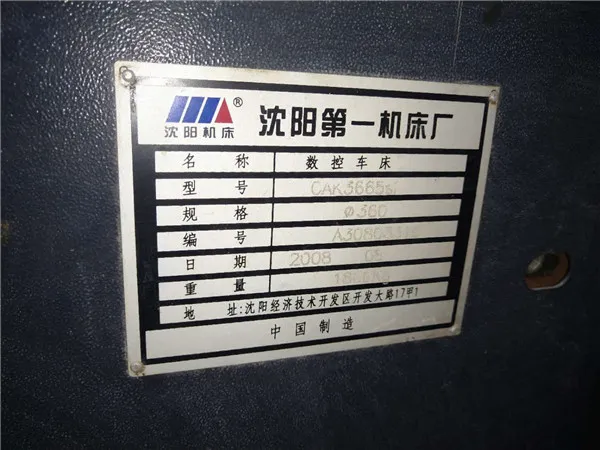 沈阳机床® 沈阳第一机床厂
名 称 数控车床
型 号 CAK3665
规 格 Ø360
编 号
日 期 2008 05
重 量
地 址:沈阳经济技术开发区开发大路17甲1
中国制造